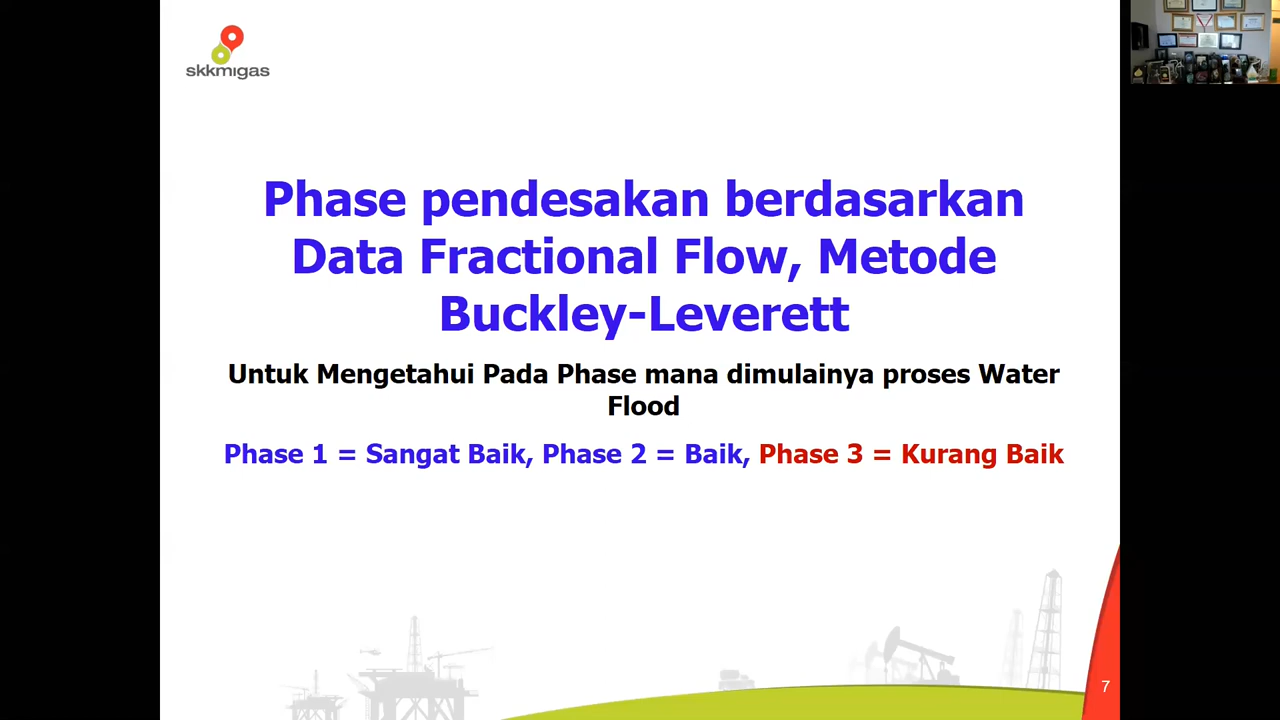 skkmigas
Phase pendesakan berdasarkan
Data Fractional Flow, Metode
Buckley-Leverett
Untuk Mengetahui Pada Phase mana dimulainya proses Water
Flood
Phase 1 = Sangat Baik, Phase 2 = Baik, Phase 3 = Kurang Baik
7